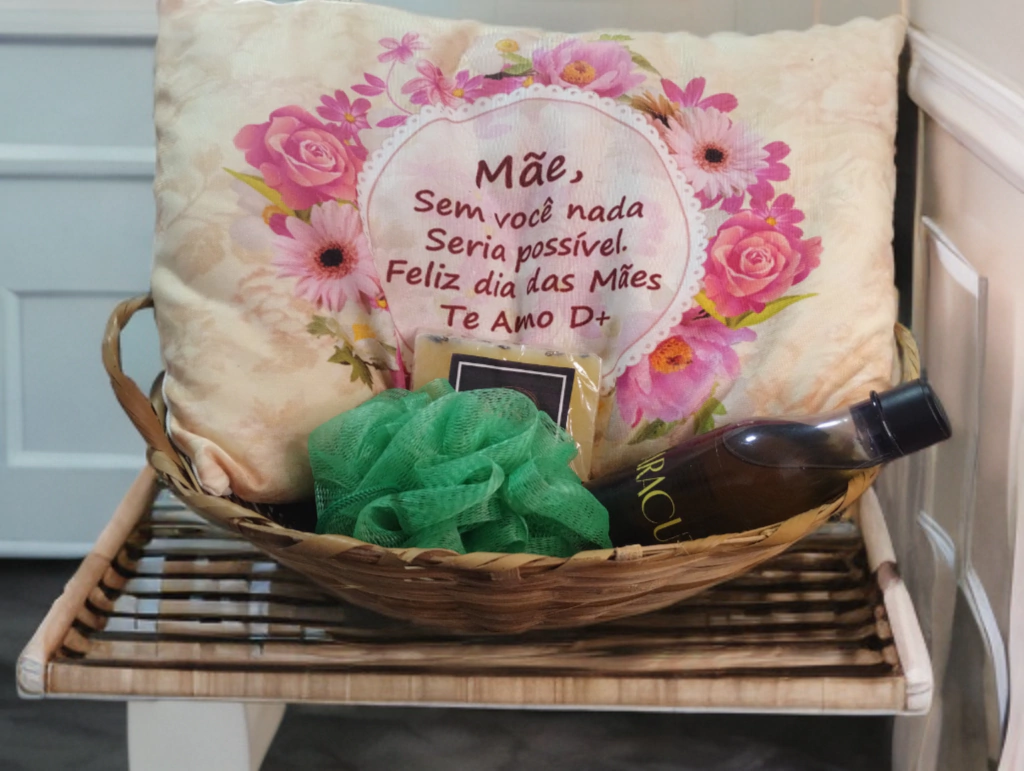 Mãe,
Sem você nada
Seria possível.
Feliz dia das Mães
Te Amo D+